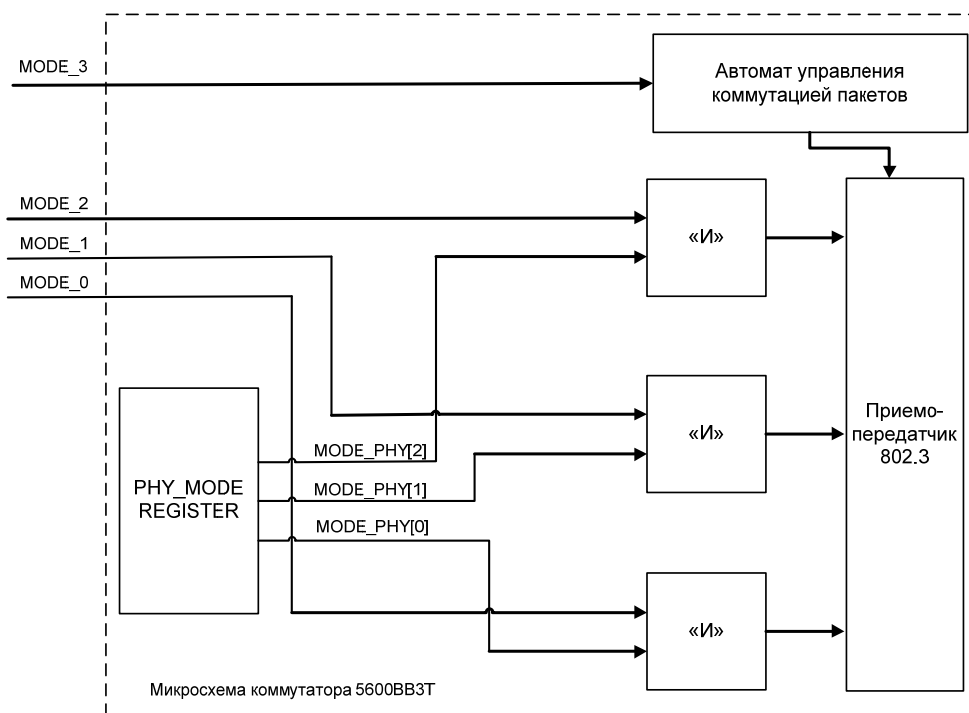 MODE_3
Автомат управления
коммутацией пакетов
MODE_2
«И»
MODE_1
MODE_0
«И»
Приемо-
передатчик
802.3
PHY_MODE
REGISTER
MODE_PHY[2]
MODE_PHY[1]
MODE_PHY[0]
«И»
Микросхема коммутатора 5600ВВ3Т